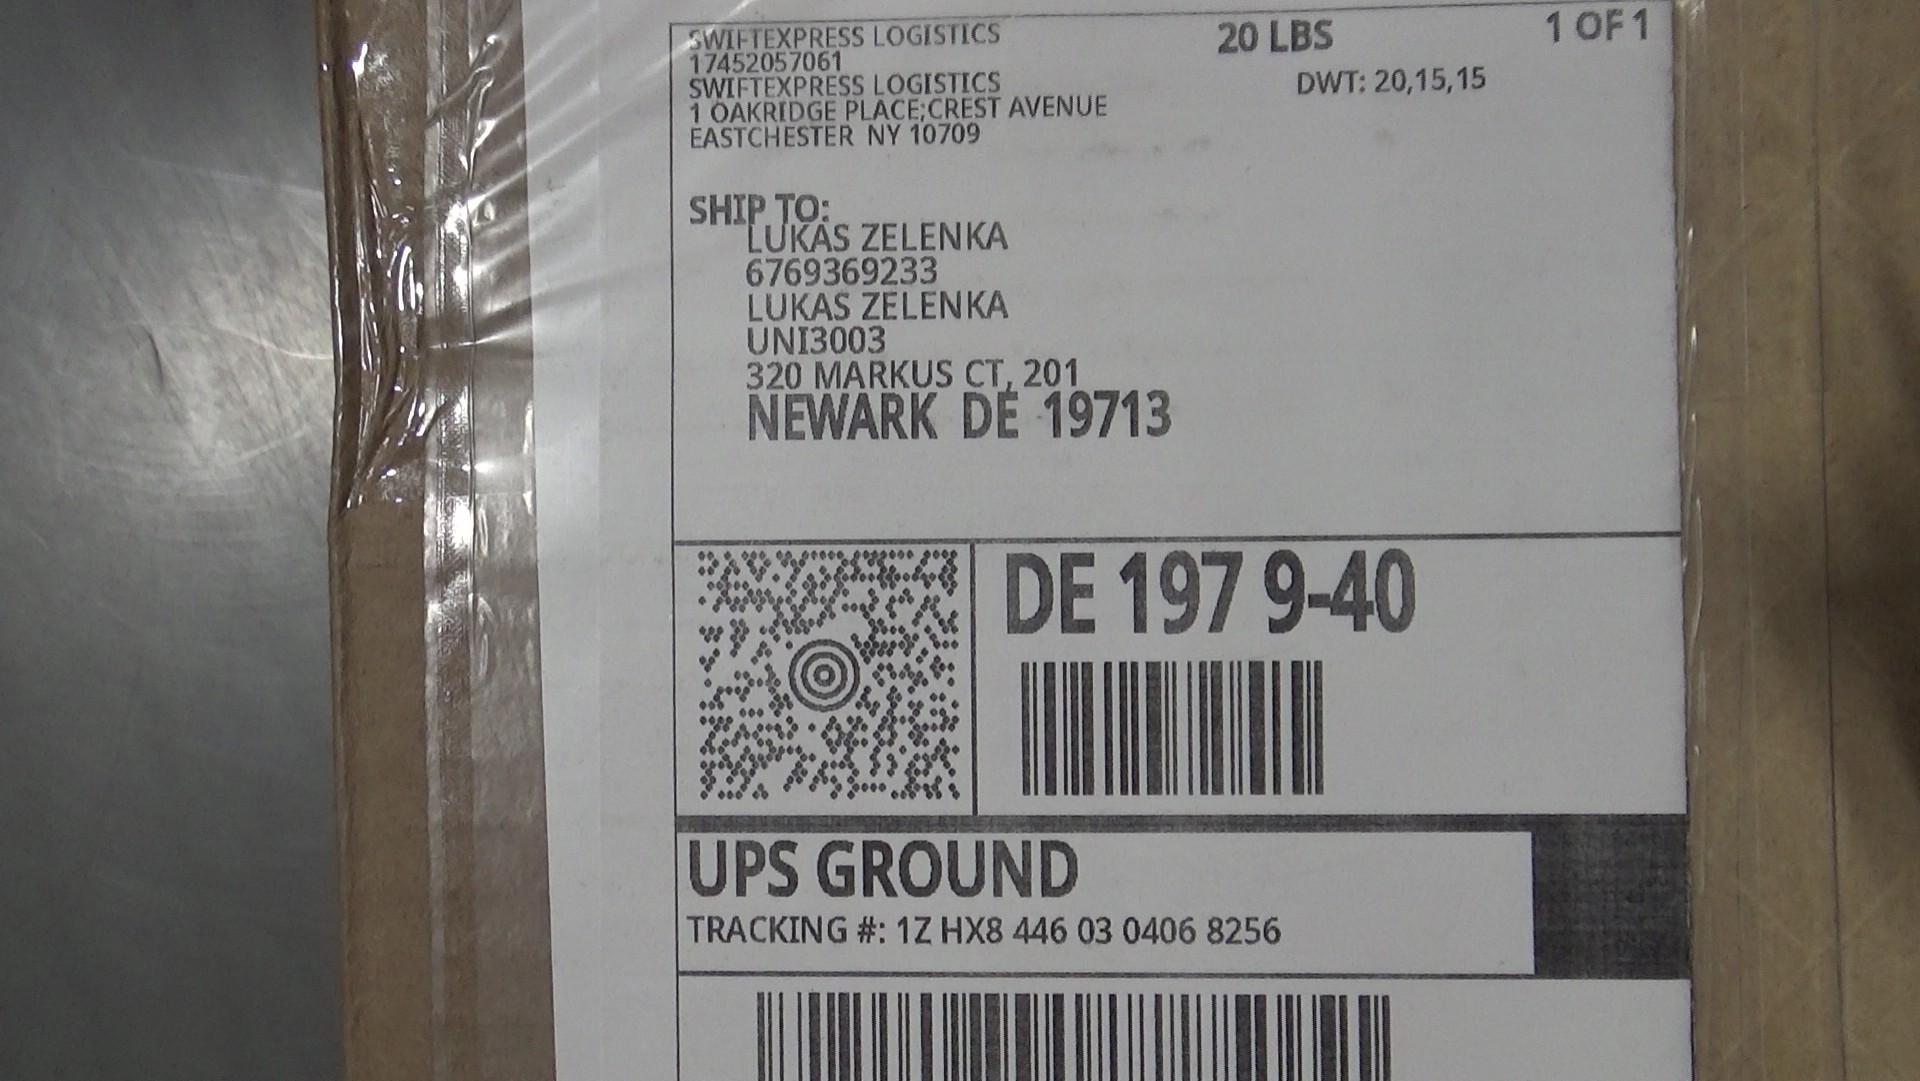 SWIFTEXPRESS LOGISTICS
17452057061
SWIFTEXPRESS LOGISTICS
1 OAKRIDGE PLACE;CREST AVENUE
EASTCHESTER NY 10709
20 LBS
1 OF 1
DWT: 20,15,15
SHIP TO:
LUKAS ZELENKA
6769369233
LUKAS ZELENKA
UNI3003
320 MARKUS CT, 201
NEWARK DE 19713
DE 197 9-40
UPS GROUND
TRACKING #: 1Z HX8 446 03 0406 8256